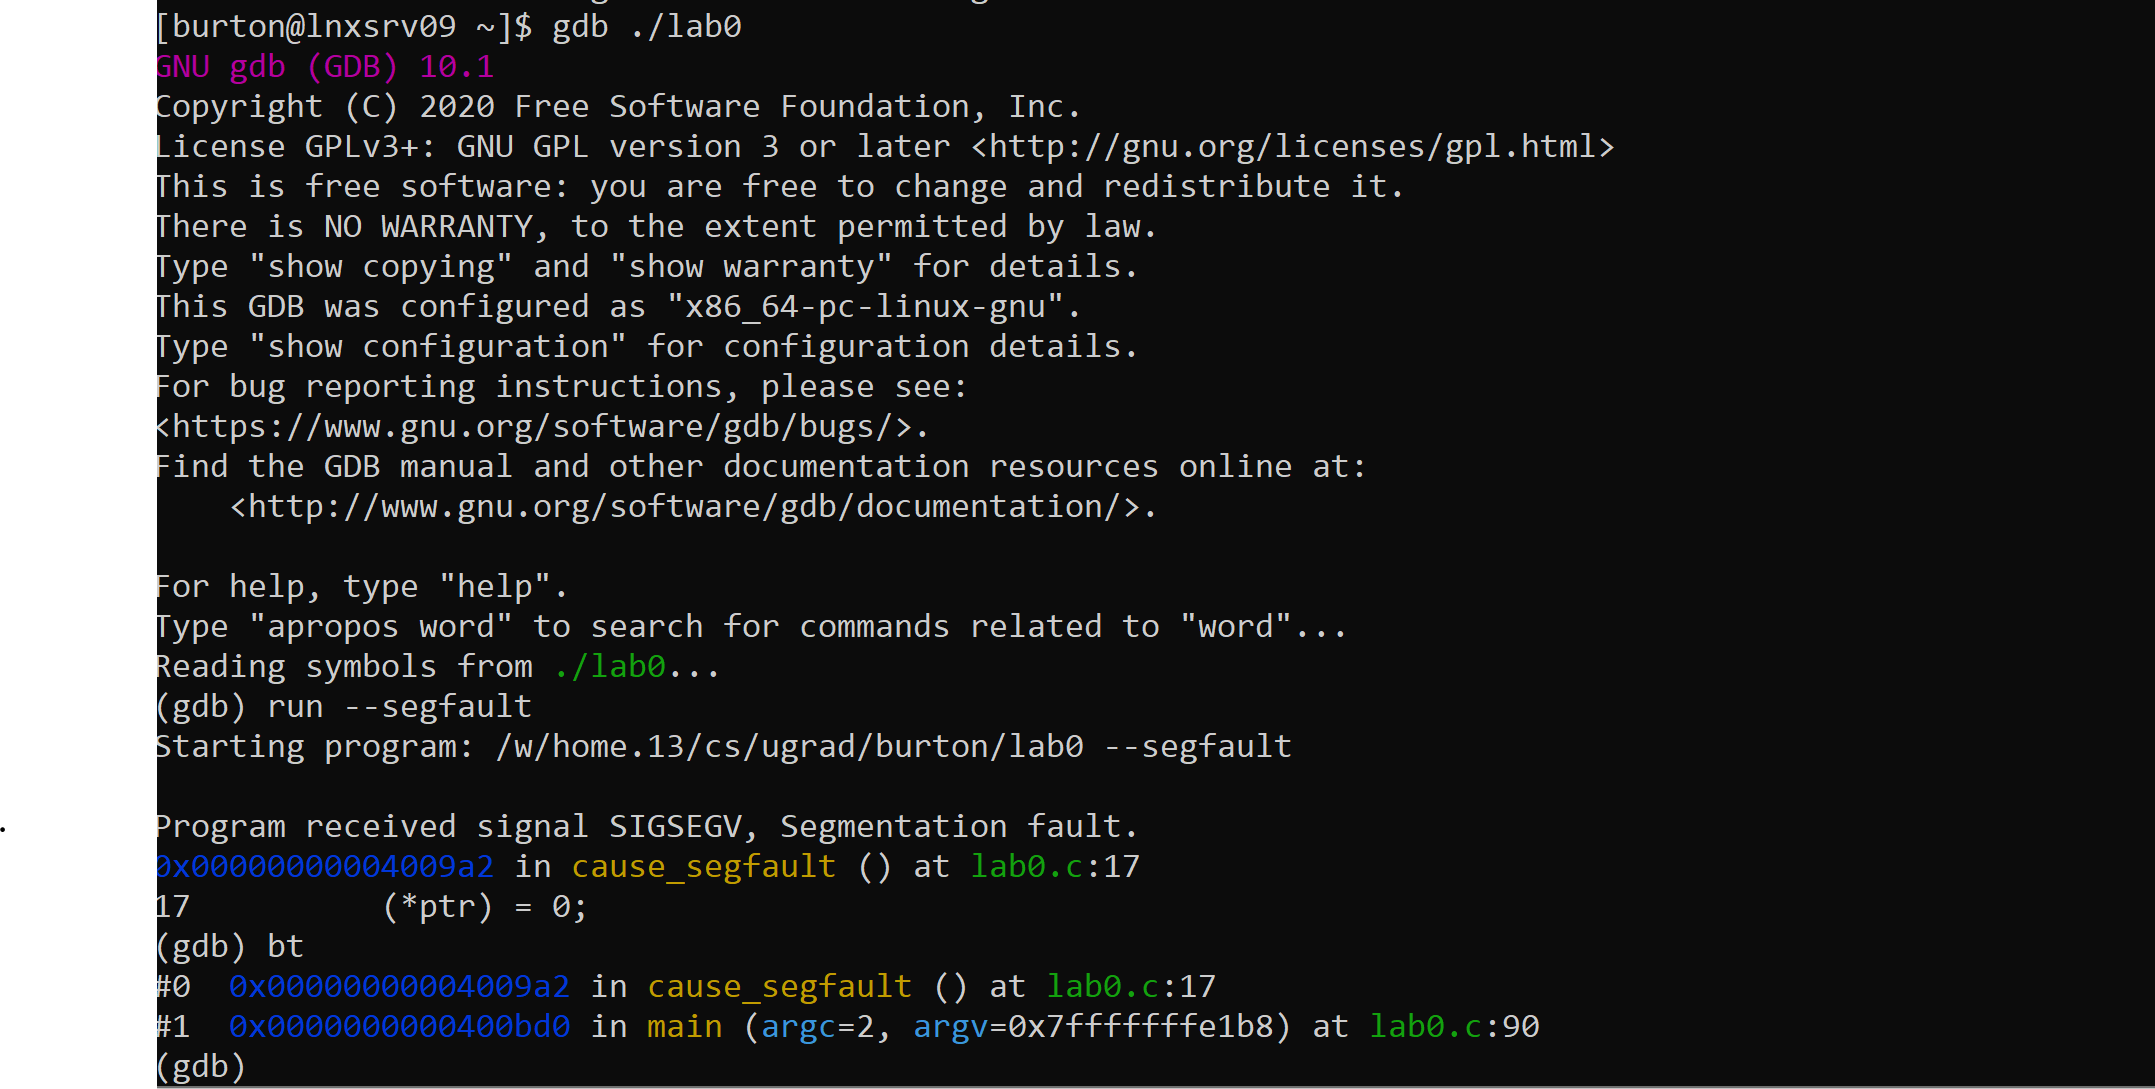 [burton@lnxsrv09 ~]$ gdb ./lab0
GNU gdb (GDB) 10.1
Copyright (C) 2020 Free Software Foundation, Inc.
License GPLv3+: GNU GPL version 3 or later <http://gnu.org/licenses/gpl.html>
This is free software: you are free to change and redistribute it.
There is NO WARRANTY, to the extent permitted by law.
Type "show copying" and "show warranty" for details.
This GDB was configured as "x86_64-pc-linux-gnu".
Type "show configuration" for configuration details.
For bug reporting instructions, please see:
<https://www.gnu.org/software/gdb/bugs/>.
Find the GDB manual and other documentation resources online at:
    <http://www.gnu.org/software/gdb/documentation/>.
For help, type "help".
Type "apropos word" to search for commands related to "word"...
Reading symbols from ./lab0...
(gdb) run --segfault
Starting program: /w/home.13/cs/ugrad/burton/lab0 --segfault
Program received signal SIGSEGV, Segmentation fault.
0x00000000004009a2 in cause_segfault () at lab0.c:17
17          (*ptr) = 0;
(gdb) bt
#0  0x00000000004009a2 in cause_segfault () at lab0.c:17
#1  0x0000000000400bd0 in main (argc=2, argv=0x7fffffffe1b8) at lab0.c:90
(gdb)